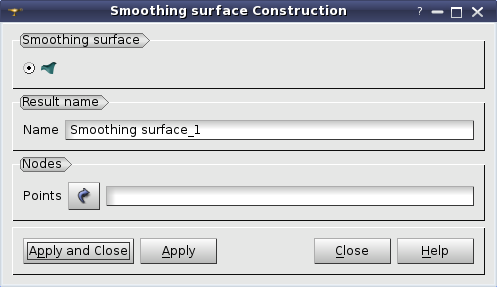 Smoothing surface Construction ?
Smoothing surface
Result name
Name Smoothing surface_1
Nodes
Points
Apply and Close Apply Close Help